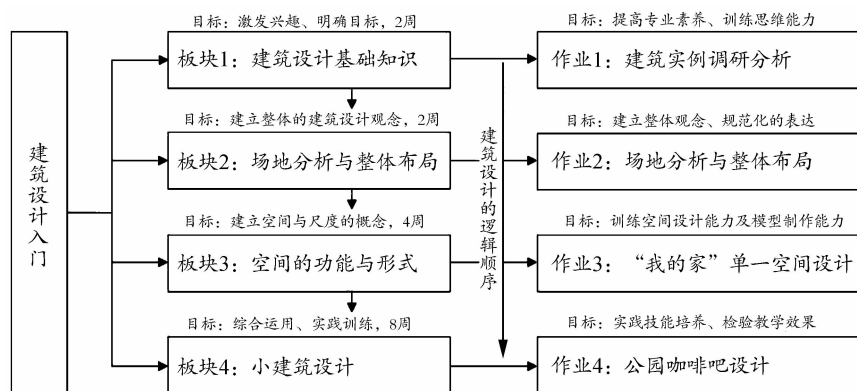 建筑设计入门
目标：激发兴趣、明确目标，2周
板块1：建筑设计基础知识
目标：提高专业素养、训练思维能力
作业1：建筑实例调研分析
目标：建立整体的建筑设计观念，2周
板块2：场地分析与整体布局
目标：建立整体观念、规范化的表达
作业2：场地分析与整体布局
建筑设计的逻辑顺序
目标：建立空间与尺度的概念，4周
板块3：空间的功能与形式
目标：训练空间设计能力及模型制作能力
作业3：“我的家”单一空间设计
目标：综合运用、实践训练，8周
板块4：小建筑设计
目标：实践技能培养、检验教学效果
作业4：公园咖啡吧设计